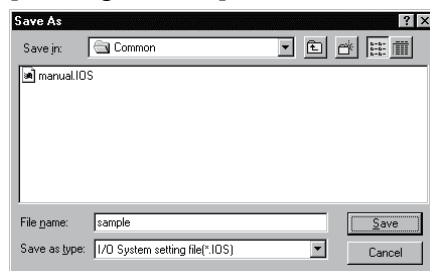 Save As
Save in: Common
manual.IOS
File name: sample Save
Save as type: I/O System setting file(*.IOS) Cancel